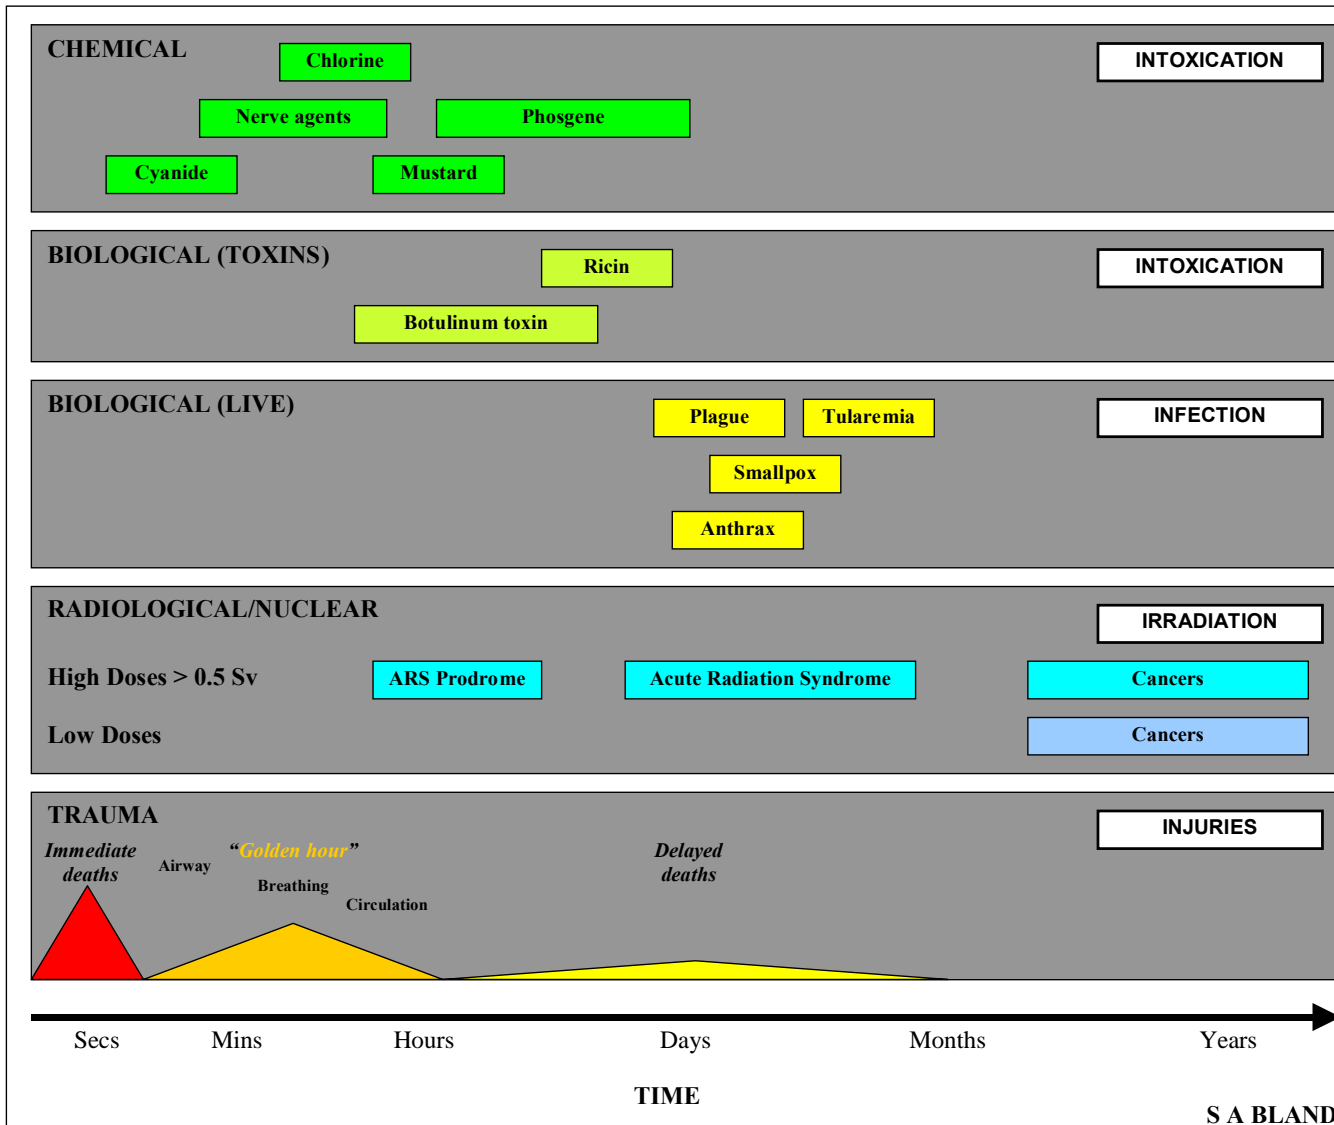 CHEMICAL
INTOXICATION
Chlorine
Nerve agents
Phosgene
Cyanide
Mustard
BIOLOGICAL (TOXINS)
INTOXICATION
Ricin
Botulinum toxin
BIOLOGICAL (LIVE)
INFECTION
Plague
Tularemia
Smallpox
Anthrax
RADIOLOGICAL/NUCLEAR
IRRADIATION
High Doses > 0.5 Sv
ARS Prodrome
Acute Radiation Syndrome
Cancers
Low Doses
Cancers
TRAUMA
INJURIES
Immediate
deaths
Airway
“Golden hour”
Breathing
Circulation
Delayed
deaths
Secs
Mins
Hours
Days
Months
Years
TIME
S A BLAND